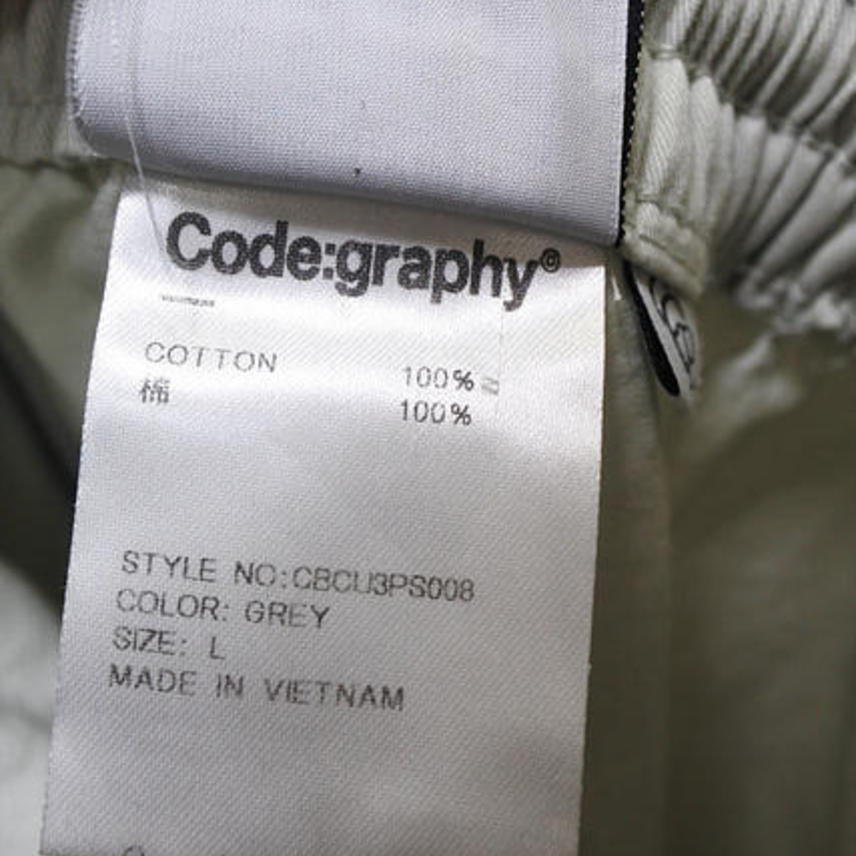 Code:graphy©
COTTON 100%
棉 100%
STYLE NO:CBCU3PS008
COLOR: GREY
SIZE: L
MADE IN VIETNAM